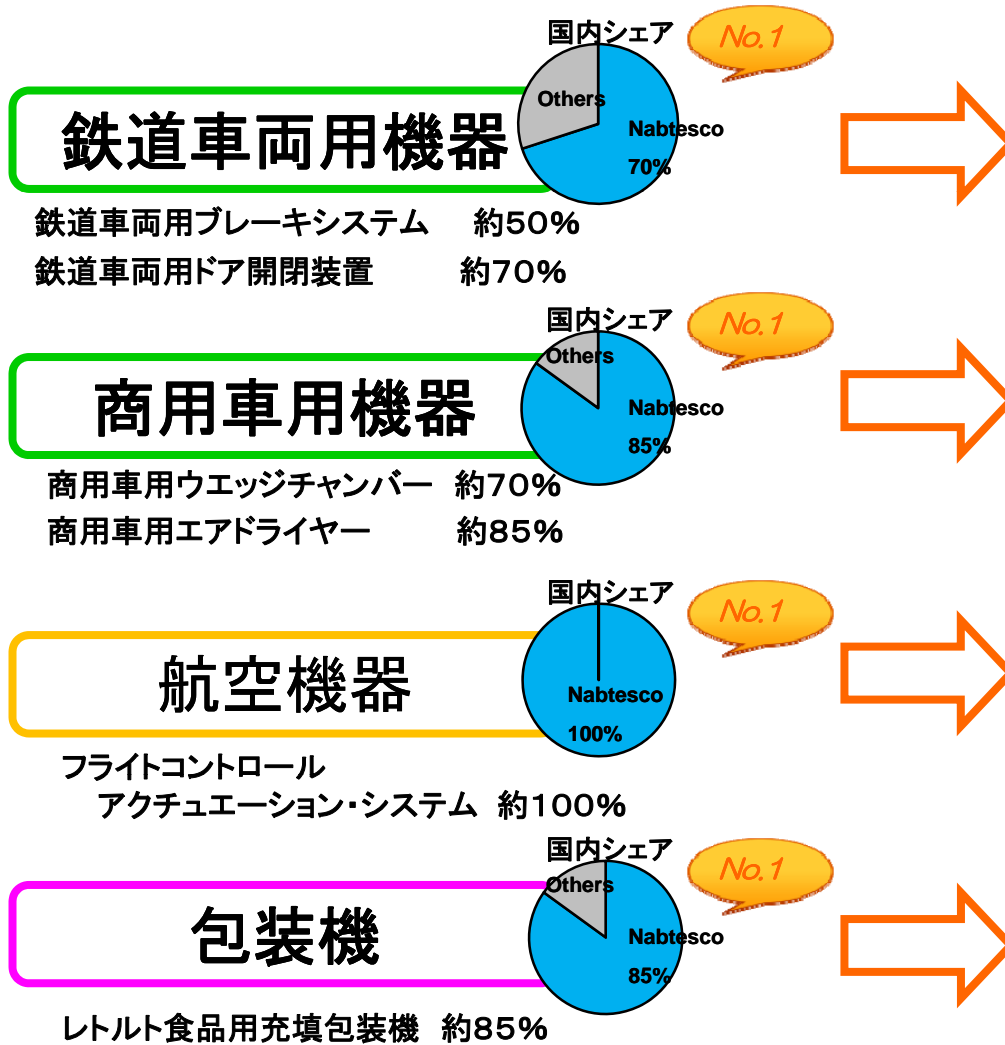 国内シェア
No.1
Others
鉄道車両用機器
Nabtesco
70%
鉄道車両用ブレーキシステム 約50%
鉄道車両用ドア開閉装置 約70%
国内シェア
No.1
Others
商用車用機器
Nabtesco
85%
商用車用ウエッジチャンバー 約70%
商用車用エアドライヤー 約85%
国内シェア
No.1
航空機器
Nabtesco
100%
フライトコントロール
アクチュエーション・システム 約100%
国内シェア
No.1
Others
包装機
Nabtesco
85%
レトルト食品用充填包装機 約85%